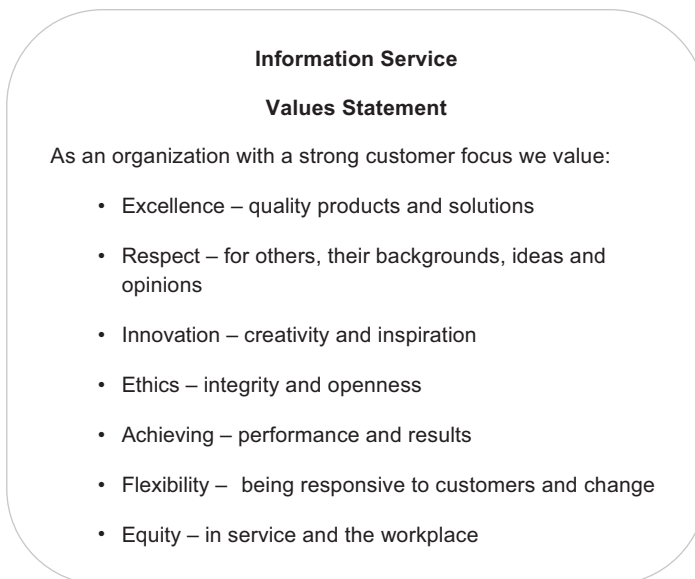 Information Service
Values Statement
As an organization with a strong customer focus we value:
• Excellence – quality products and solutions
• Respect – for others, their backgrounds, ideas and
opinions
• Innovation – creativity and inspiration
• Ethics – integrity and openness
• Achieving – performance and results
• Flexibility – being responsive to customers and change
• Equity – in service and the workplace